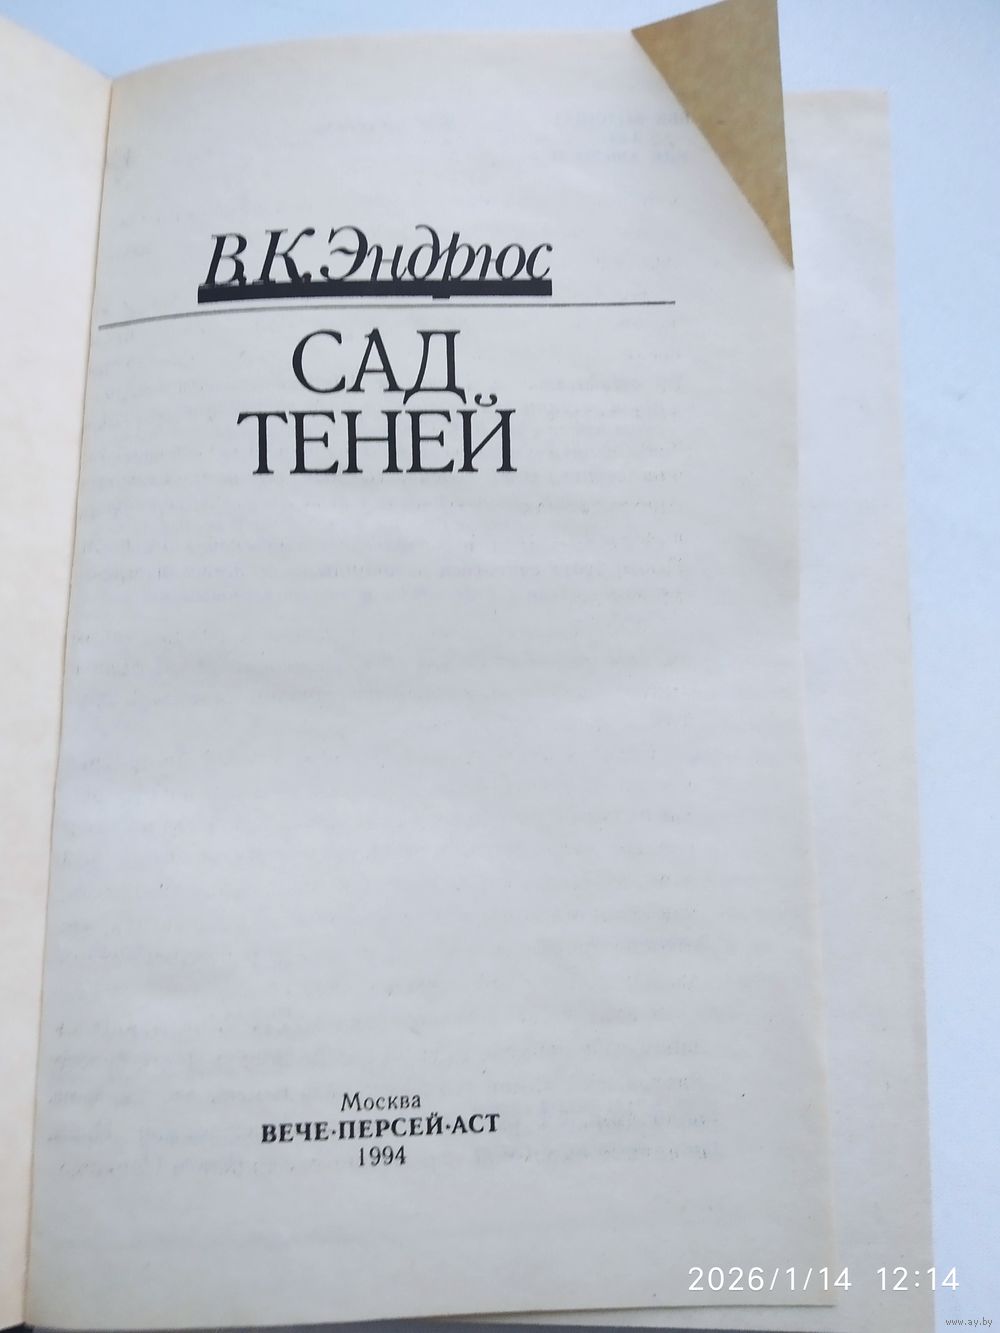 В.К.Эндрюс
САД
ТЕНЕЙ
Москва
ВЕЧЕ·ПЕРСЕЙ·АСТ
1994
2026/1/14 12:14
www.ay.by